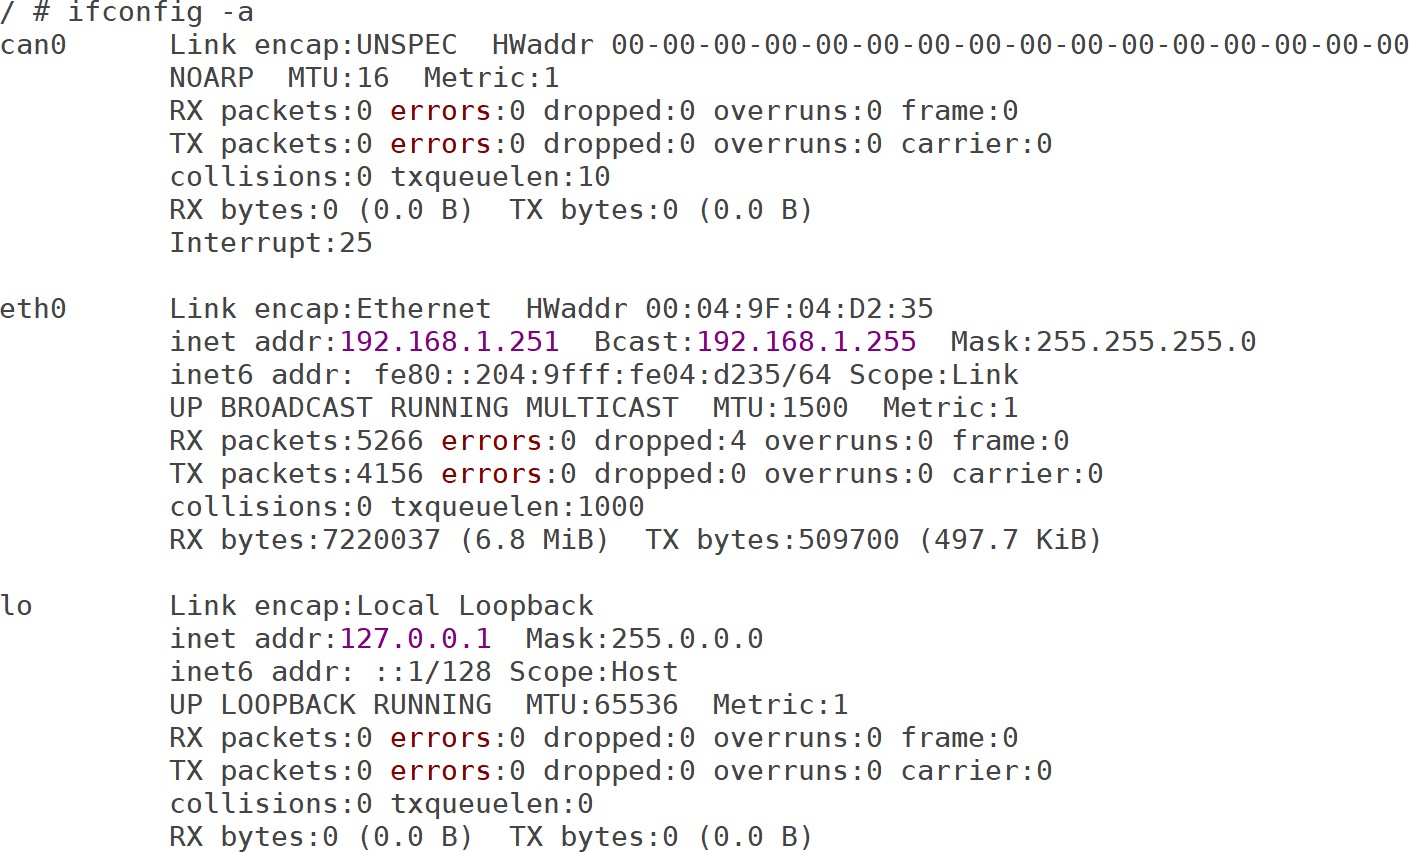 / # ifconfig -a
can0      Link encap:UNSPEC  HWaddr 00-00-00-00-00-00-00-00-00-00-00-00-00-00-00-00
          NOARP  MTU:16  Metric:1
          RX packets:0 errors:0 dropped:0 overruns:0 frame:0
          TX packets:0 errors:0 dropped:0 overruns:0 carrier:0
          collisions:0 txqueuelen:10
          RX bytes:0 (0.0 B)  TX bytes:0 (0.0 B)
          Interrupt:25

eth0      Link encap:Ethernet  HWaddr 00:04:9F:04:D2:35
          inet addr:192.168.1.251  Bcast:192.168.1.255  Mask:255.255.255.0
          inet6 addr: fe80::204:9fff:fe04:d235/64 Scope:Link
          UP BROADCAST RUNNING MULTICAST  MTU:1500  Metric:1
          RX packets:5266 errors:0 dropped:4 overruns:0 frame:0
          TX packets:4156 errors:0 dropped:0 overruns:0 carrier:0
          collisions:0 txqueuelen:1000
          RX bytes:7220037 (6.8 MiB)  TX bytes:509700 (497.7 KiB)

lo        Link encap:Local Loopback
          inet addr:127.0.0.1  Mask:255.0.0.0
          inet6 addr: ::1/128 Scope:Host
          UP LOOPBACK RUNNING  MTU:65536  Metric:1
          RX packets:0 errors:0 dropped:0 overruns:0 frame:0
          TX packets:0 errors:0 dropped:0 overruns:0 carrier:0
          collisions:0 txqueuelen:0
          RX bytes:0 (0.0 B)  TX bytes:0 (0.0 B)